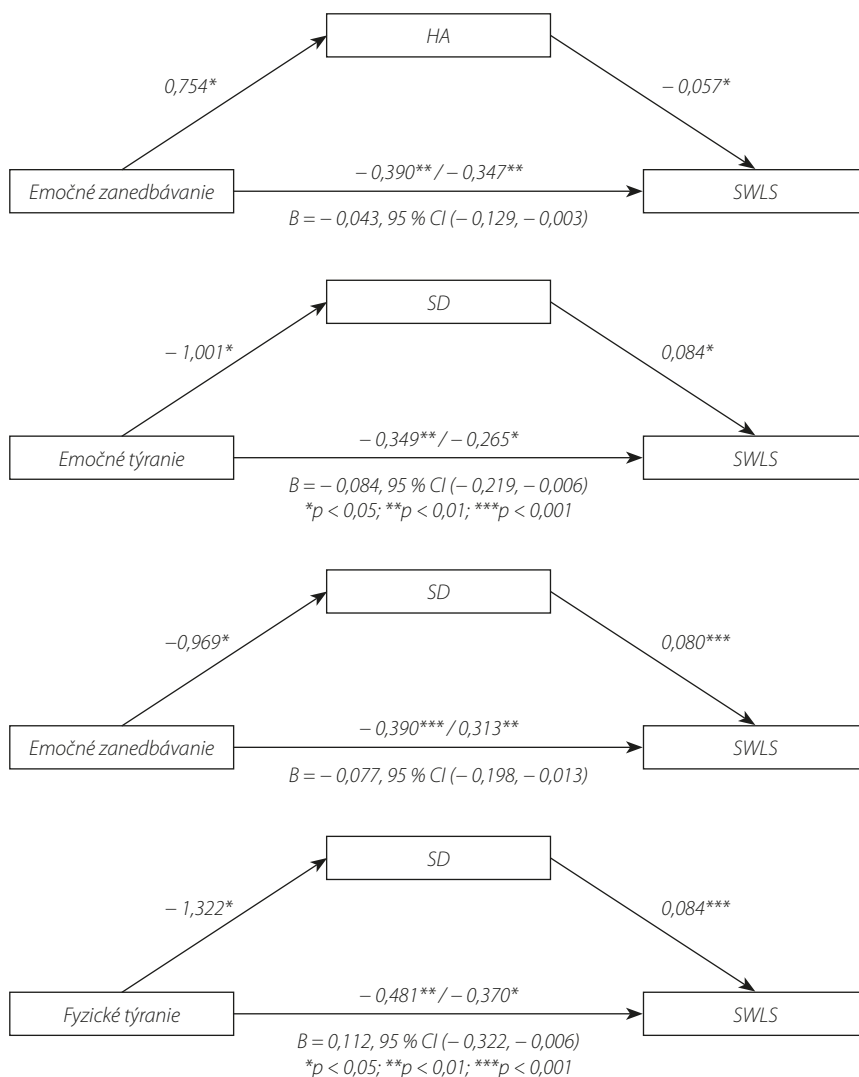 HA
0,754*
− 0,057*
− 0,390** / − 0,347**
Emočné zanedbávanie
SWLS
B = − 0,043, 95 % CI (− 0,129, − 0,003)
SD
− 1,001*
0,084*
− 0,349** / − 0,265*
Emočné týranie
SWLS
B = − 0,084, 95 % CI (− 0,219, − 0,006)
*p < 0,05; **p < 0,01; ***p < 0,001
SD
−0,969*
0,080***
−0,390*** / 0,313**
Emočné zanedbávanie
SWLS
B = − 0,077, 95 % CI (− 0,198, − 0,013)
SD
− 1,322*
0,084***
− 0,481** / − 0,370*
Fyzické týranie
SWLS
B = 0,112, 95 % CI (− 0,322, − 0,006)
*p < 0,05; **p < 0,01; ***p < 0,001